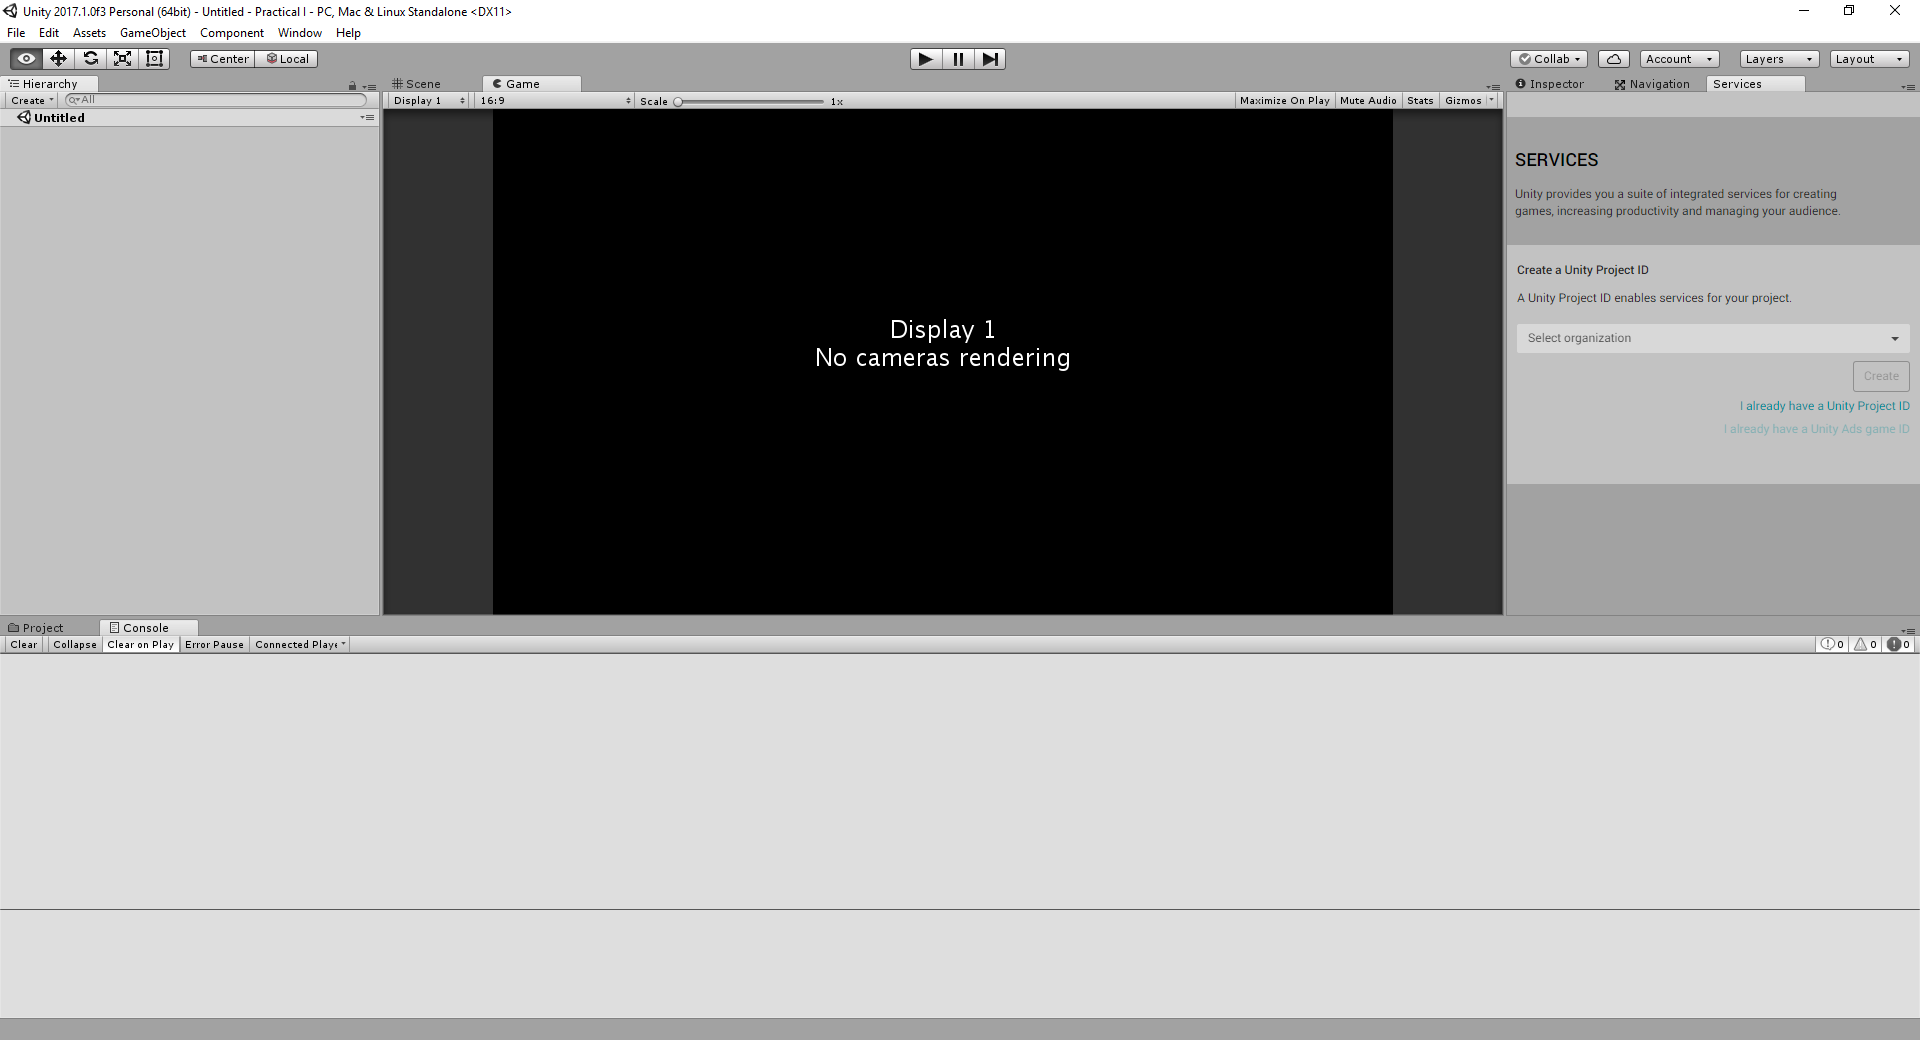 Unity 2017.1.0f3 Personal (64bit) - Untitled - Practical I - PC, Mac & Linux Standalone <DX11>
File Edit Assets GameObject Component Window Help
Center Local Collab Account Layers Layout
Hierarchy Scene Game Inspector Navigation Services
Create All Display 1 16:9 Scale 1x Maximize On Play Mute Audio Stats Gizmos
Untitled
SERVICES
Unity provides you a suite of integrated services for creating
games, increasing productivity and managing your audience.
Create a Unity Project ID
A Unity Project ID enables services for your project.
Select organization
Create
I already have a Unity Project ID
I already have a Unity Ads game ID
Display 1
No cameras rendering
Project Console
Clear Collapse Clear on Play Error Pause Connected Playe 0 0 0